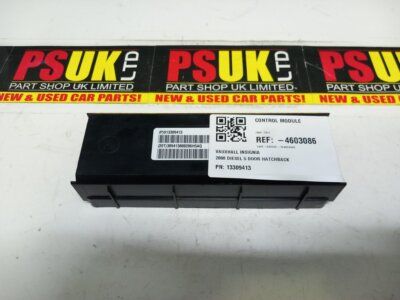 PSUK LTD
PART SHOP UK LIMITED
NEW & USED CAR PARTS!
PSUK LTD
PART SHOP UK LIMITED
NEW & USED CAR PARTS!
PSUK LTD
PART SHOP UK LIMITED
NEW & USED CAR PARTS!
CONTROL MODULE
REF: -4603086
VAUXHALL INSIGNIA
2008 DIESEL 5 DOOR HATCHBACK
PN: 13309413